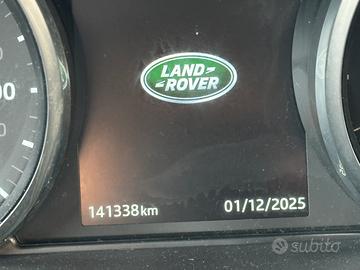 LAND
ROVER
141338km
01/12/2025
subito